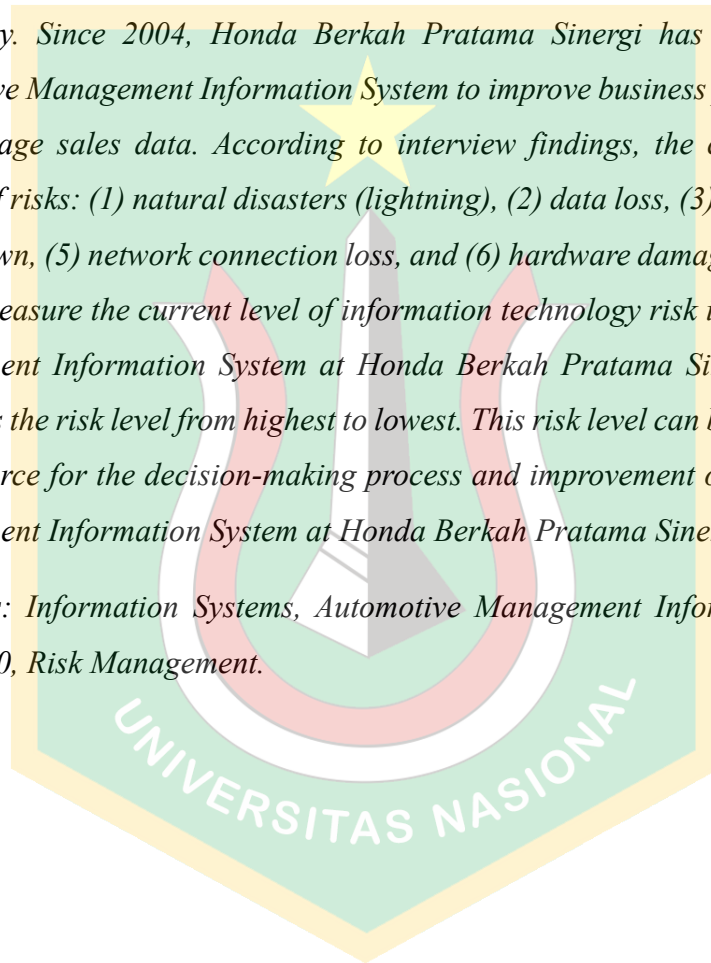 y. Since 2004, Honda Berkah Pratama Sinergi has
ve Management Information System to improve business
age sales data. According to interview findings, the
f risks: (1) natural disasters (lightning), (2) data loss, (3)
wn, (5) network connection loss, and (6) hardware damag
easure the current level of information technology risk
ent Information System at Honda Berkah Pratama Si
s the risk level from highest to lowest. This risk level can
rce for the decision-making process and improvement
ent Information System at Honda Berkah Pratama Sine
: Information Systems, Automotive Management Infor
0, Risk Management.
UNIVERSITAS NASIONAL